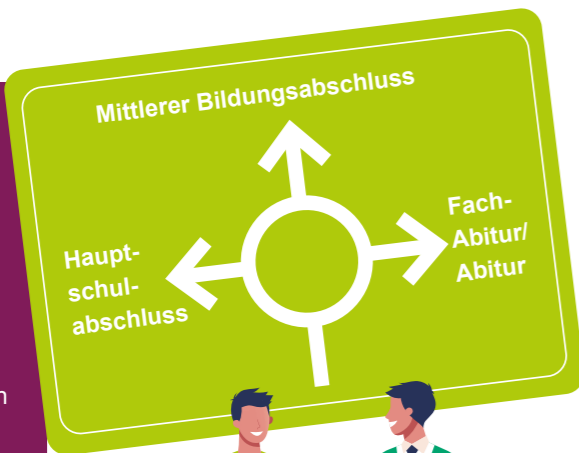 Mittlerer Bildungsabschluss
Haupt-
schul-
abschluss
Fach-
Abitur/
Abitur